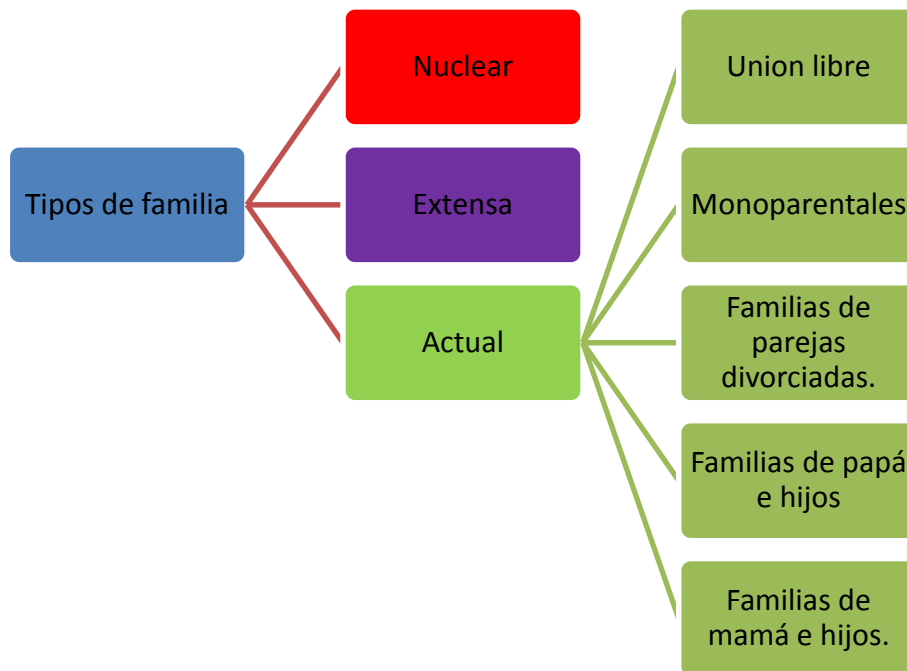 Tipos de familia
Nuclear
Extensa
Actual
Union libre
Monoparentales
Familias de
parejas
divorciadas.
Familias de papá
e hijos
Familias de
mamá e hijos.